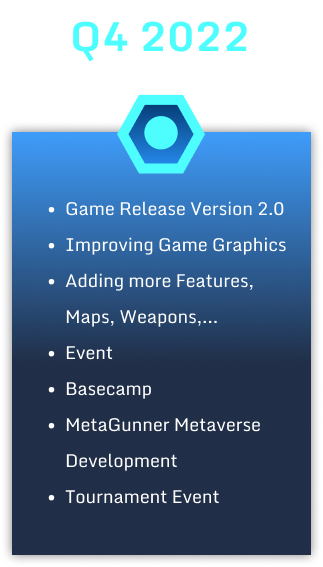 Q4 2022
• Game Release Version 2.0
• Improving Game Graphics
• Adding more Features,
Maps, Weapons,...
• Event
• Basecamp
• MetaGunner Metaverse
Development
• Tournament Event